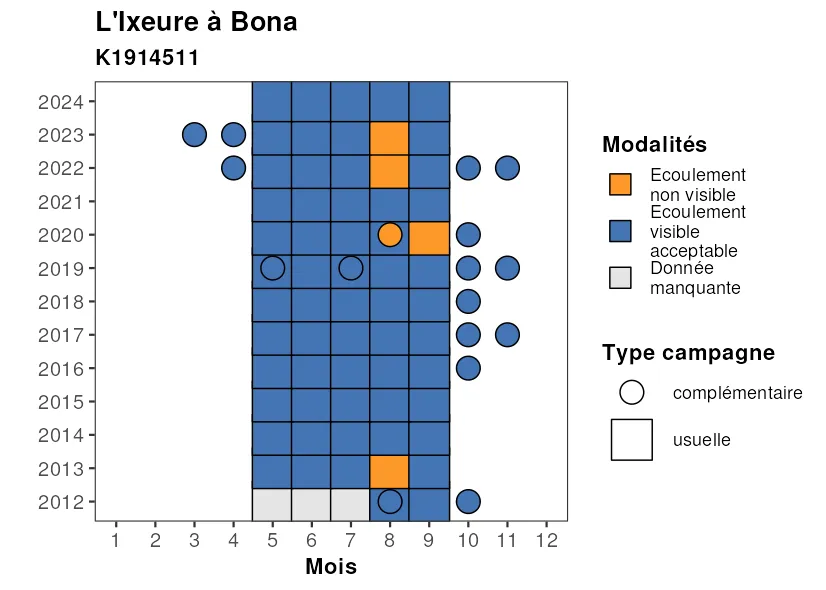 L'Ixeure à Bona
K1914511
2024
2023
2022
2021
2020
2019
2018
2017
2016
2015
2014
2013
2012
1 2 3 4 5 6 7 8 9 10 11 12
Mois
Modalités
Ecoulement
non visible
Ecoulement
visible
acceptable
Donnée
manquante
Type campagne
complémentaire
usuelle